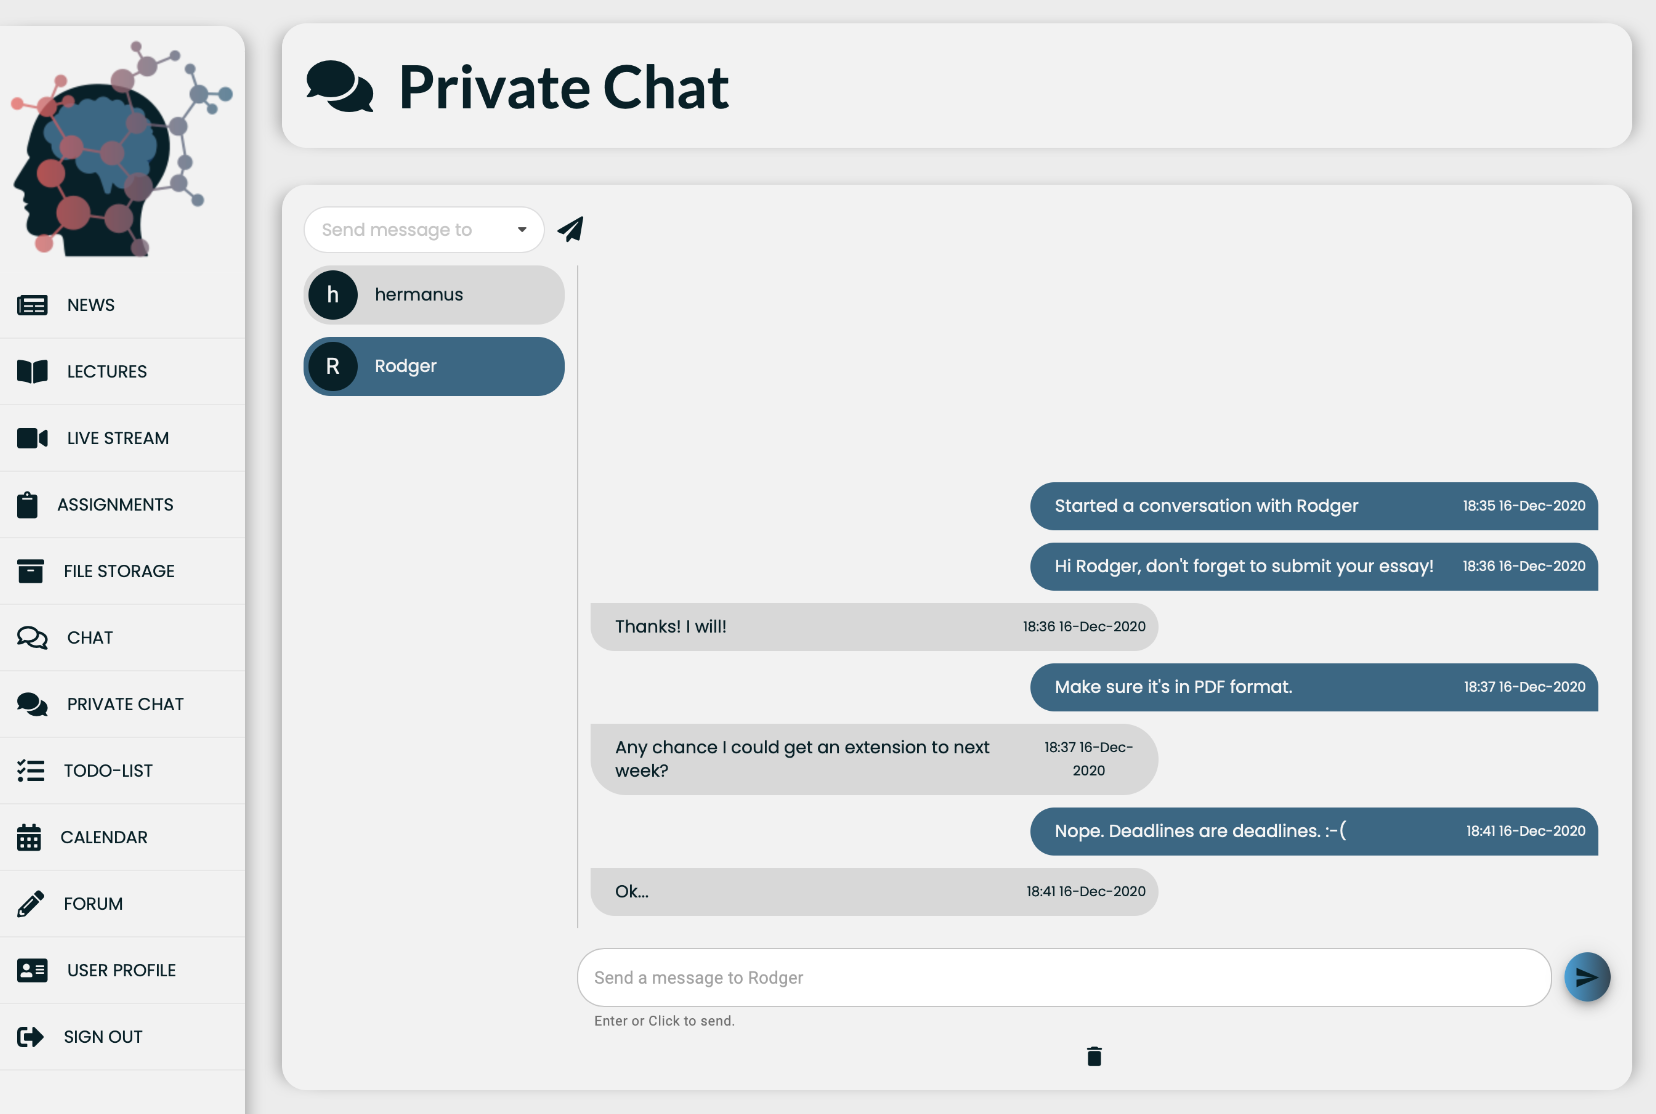 Private Chat
NEWS
LECTURES
LIVE STREAM
ASSIGNMENTS
FILE STORAGE
CHAT
PRIVATE CHAT
TODO-LIST
CALENDAR
FORUM
USER PROFILE
SIGN OUT
Send message to
h hermanus
R Rodger
Started a conversation with Rodger 18:35 16-Dec-2020
Hi Rodger, don't forget to submit your essay! 18:36 16-Dec-2020
Thanks! I will! 18:36 16-Dec-2020
Make sure it's in PDF format. 18:37 16-Dec-2020
Any chance I could get an extension to next
week?
18:37 16-Dec-
2020
Nope. Deadlines are deadlines. :-( 18:41 16-Dec-2020
Ok... 18:41 16-Dec-2020
Send a message to Rodger
Enter or Click to send.